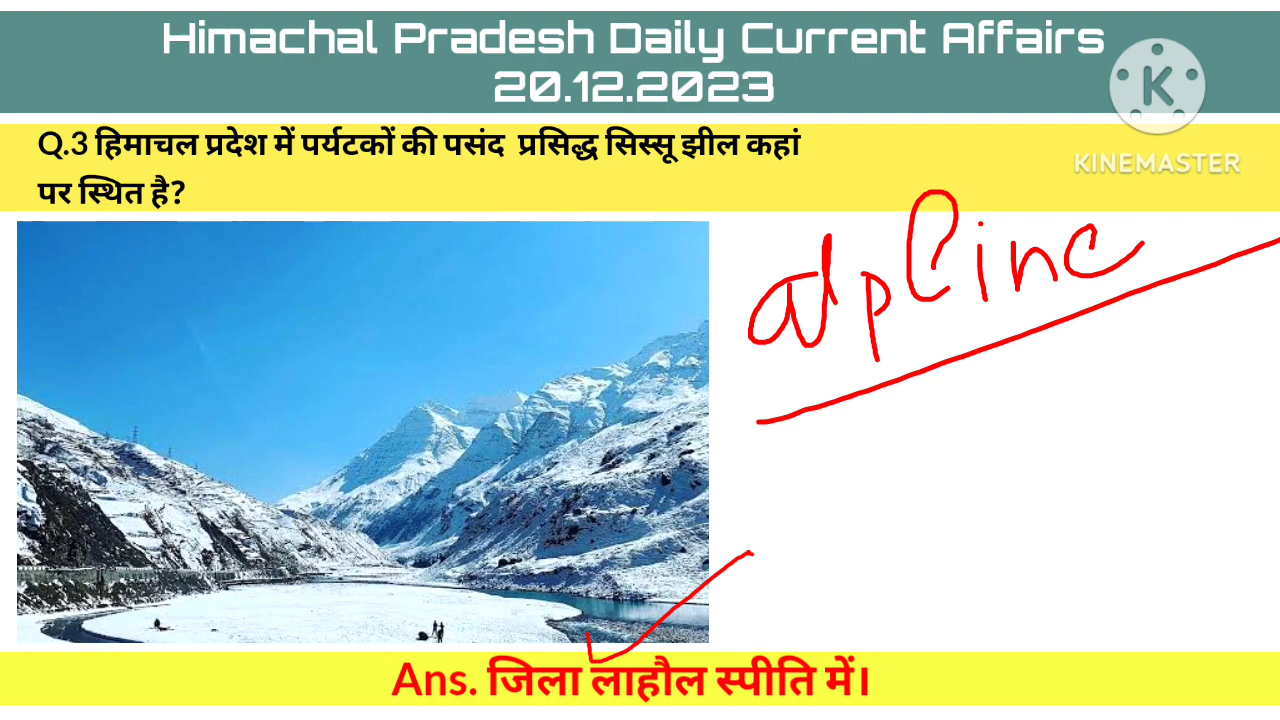 Himachal Pradesh Daily Current Affairs
20.12.2023
K
KINEMASTER
Q.3 हिमाचल प्रदेश में पर्यटकों की पसंद प्रसिद्ध सिस्सू झील कहां
पर स्थित है?
alpline
Ans. जिला लाहौल स्पीति में।